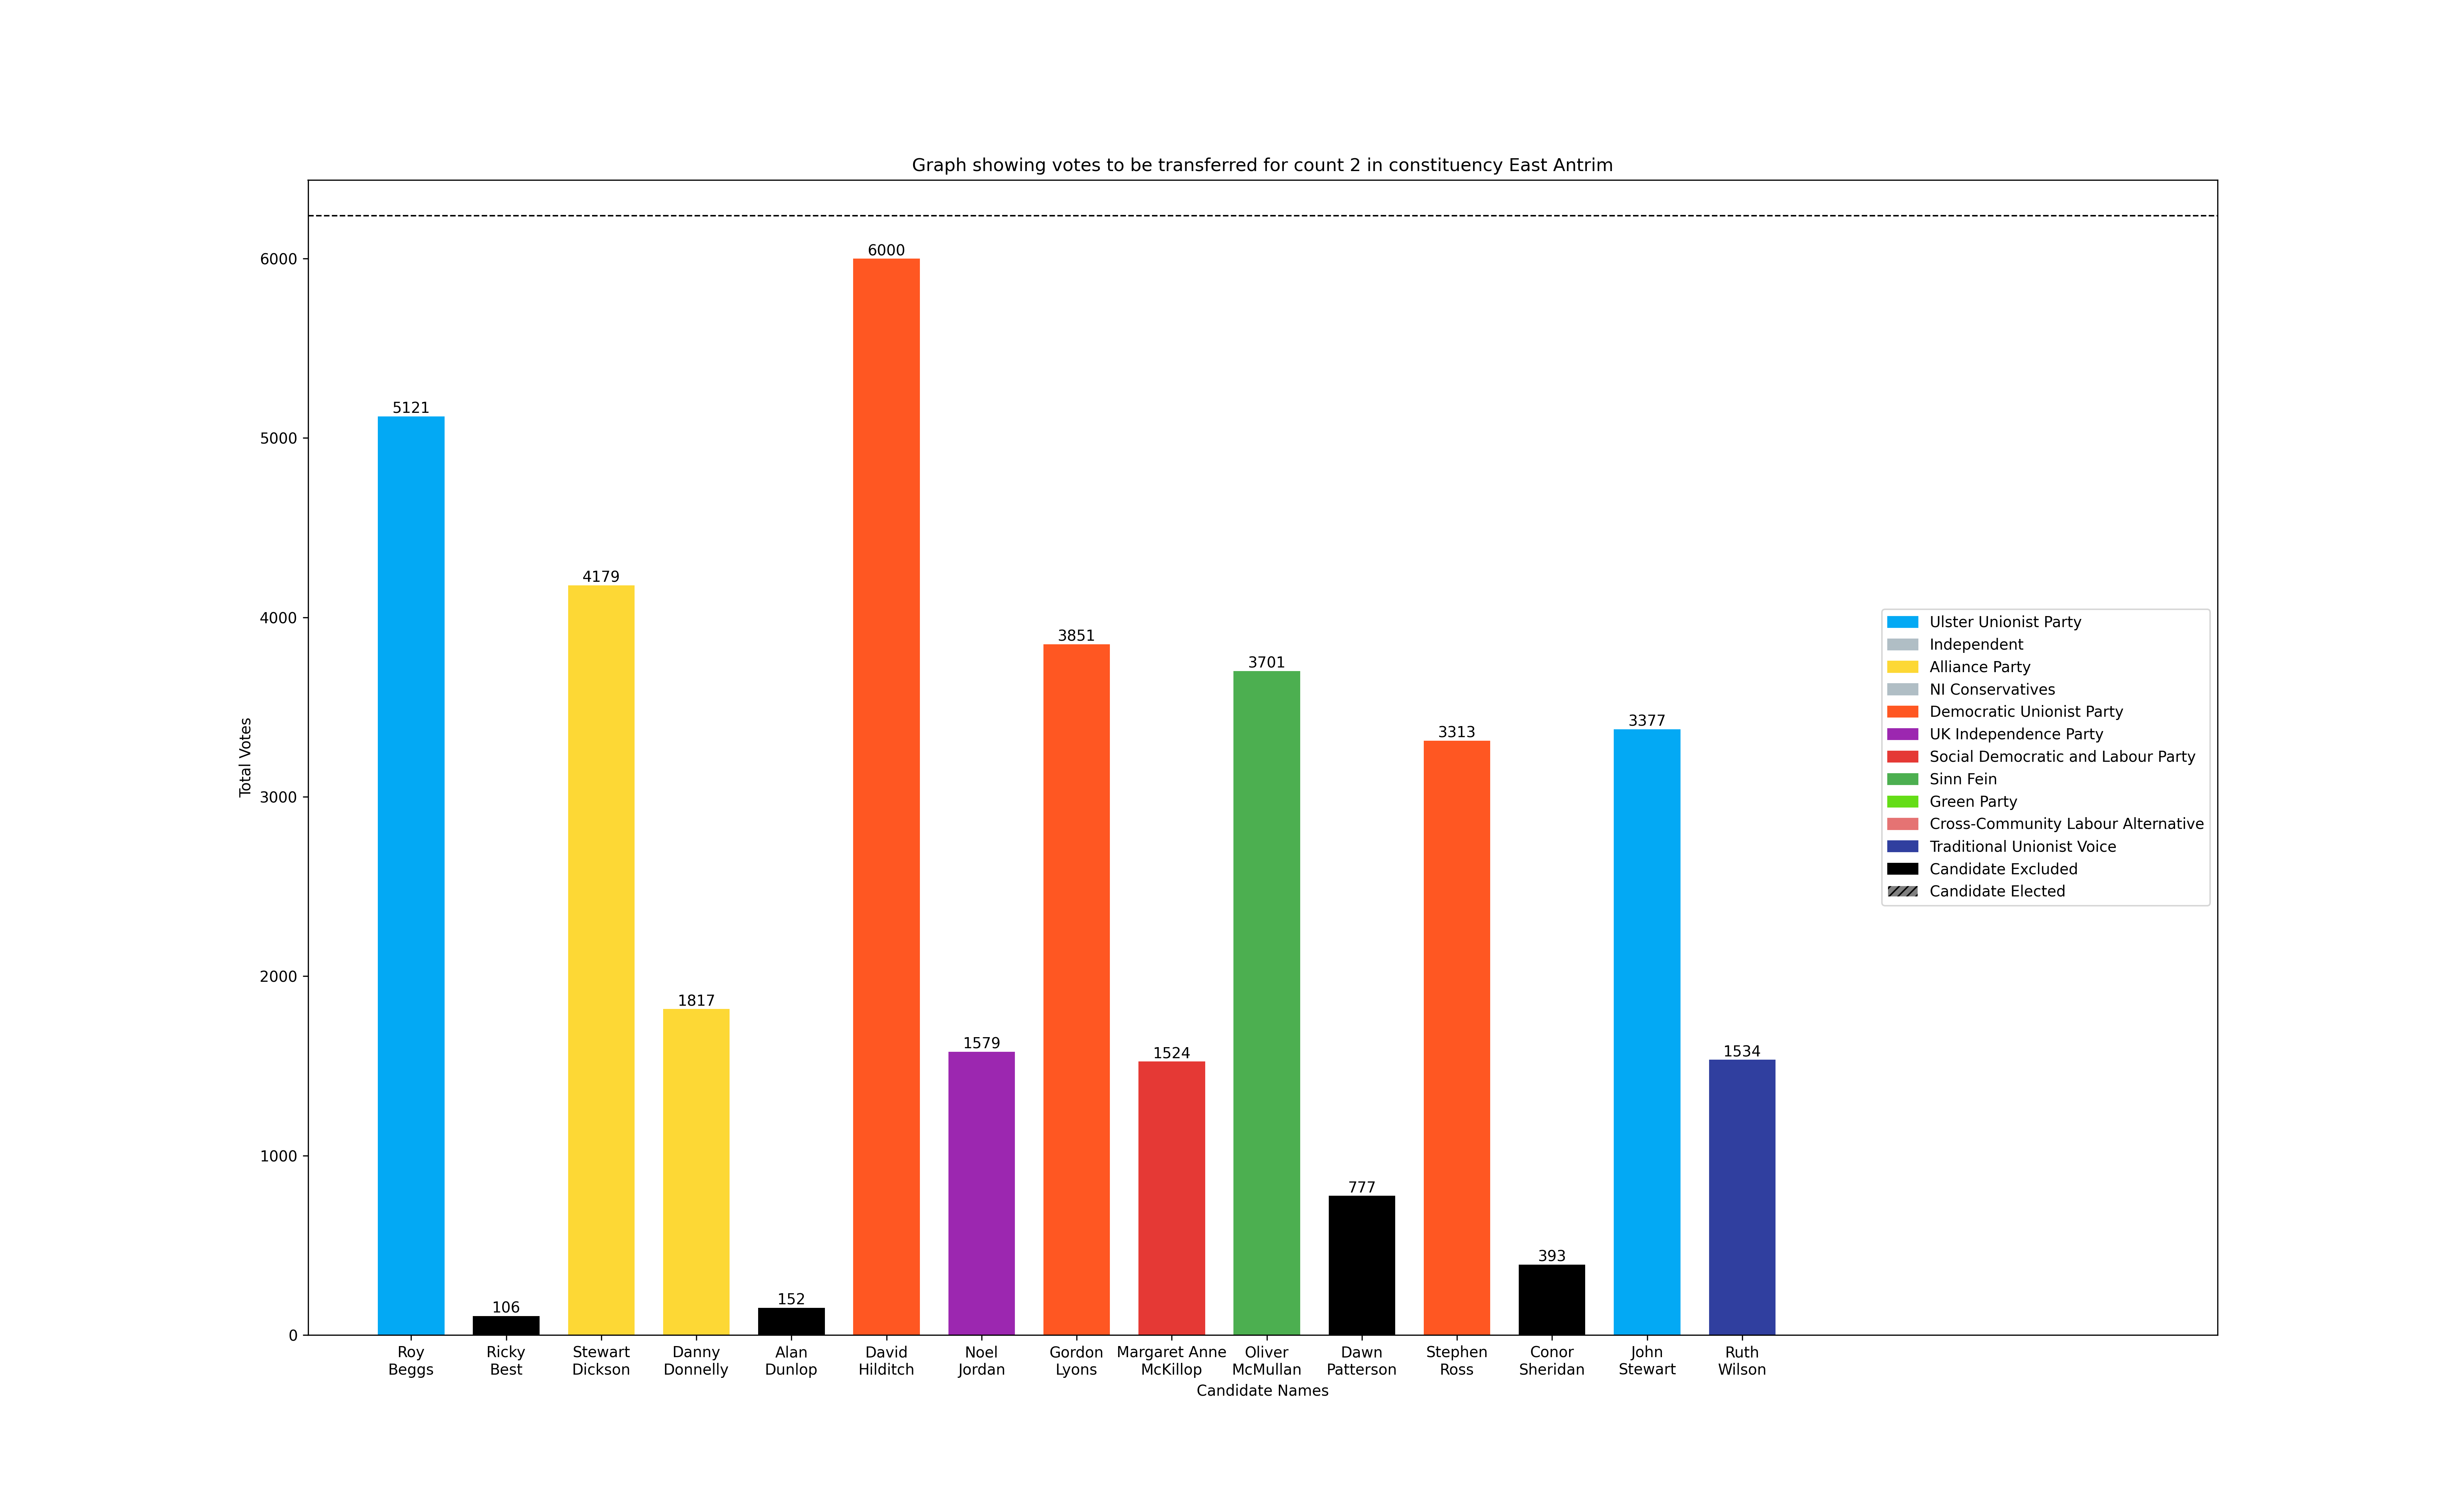 Graph showing votes to be transferred for count 2 in constituency East Antrim
Total Votes
6000
5000
4000
3000
2000
1000
0
5121
106
4179
1817
152
6000
1579
3851
1524
3701
777
3313
393
3377
1534
Roy
Beggs
Ricky
Best
Stewart
Dickson
Danny
Donnelly
Alan
Dunlop
David
Hilditch
Noel
Jordan
Gordon
Lyons
Margaret Anne
McKillop
Oliver
McMullan
Dawn
Patterson
Stephen
Ross
Conor
Sheridan
John
Stewart
Ruth
Wilson
Candidate Names
Ulster Unionist Party
Independent
Alliance Party
NI Conservatives
Democratic Unionist Party
UK Independence Party
Social Democratic and Labour Party
Sinn Fein
Green Party
Cross-Community Labour Alternative
Traditional Unionist Voice
Candidate Excluded
Candidate Elected